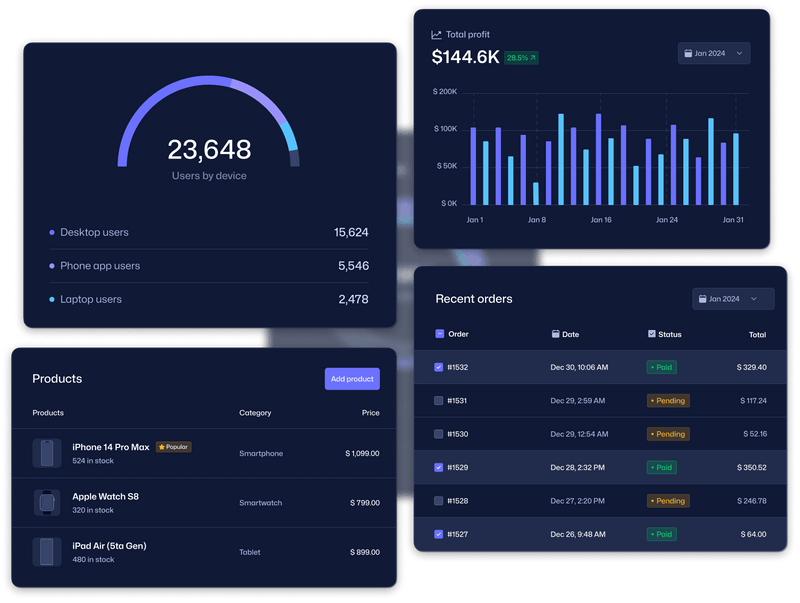 23,648
Users by device
Desktop users 15,624
Phone app users 5,546
Laptop users 2,478
Total profit
$144.6K 28.5% ↗
Jan 2024
$ 200K
$ 100K
$ 50K
$ 0K
Jan 1 Jan 8 Jan 16 Jan 24 Jan 31
Products
Add product
Products Category Price
iPhone 14 Pro Max Popular
524 in stock
Smartphone $ 1,099.00
Apple Watch S8
320 in stock
Smartwatch $ 799.00
iPad Air (5ta Gen)
480 in stock
Tablet $ 899.00
Recent orders
Jan 2024
Order Date Status Total
#1532 Dec 30, 10:06 AM • Paid $ 329.40
#1531 Dec 29, 2:59 AM • Pending $ 117.24
#1530 Dec 29, 12:54 AM • Pending $ 52.16
#1529 Dec 28, 2:32 PM • Paid $ 350.52
#1528 Dec 27, 2:20 PM • Pending $ 246.78
#1527 Dec 26, 9:48 AM • Paid $ 64.00